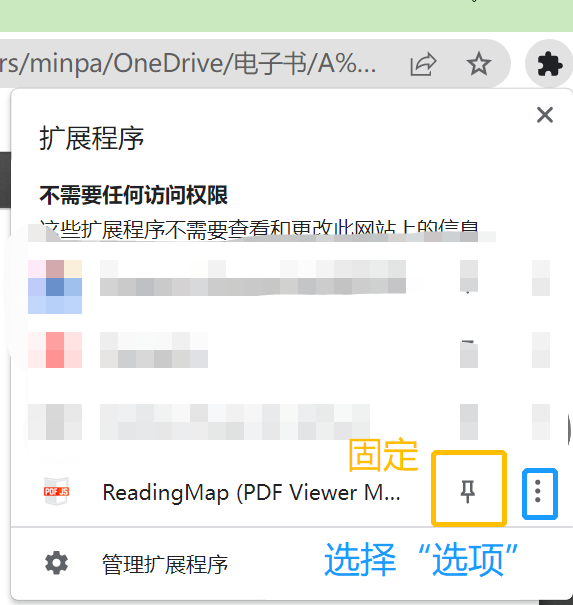 rs/minpa/OneDrive/电子书/A%...
扩展程序
不需要任何访问权限
这些扩展程序不需要查看和更改此网站上的信息
固定
PDF JS
ReadingMap (PDF Viewer M...
选择“选项”
管理扩展程序